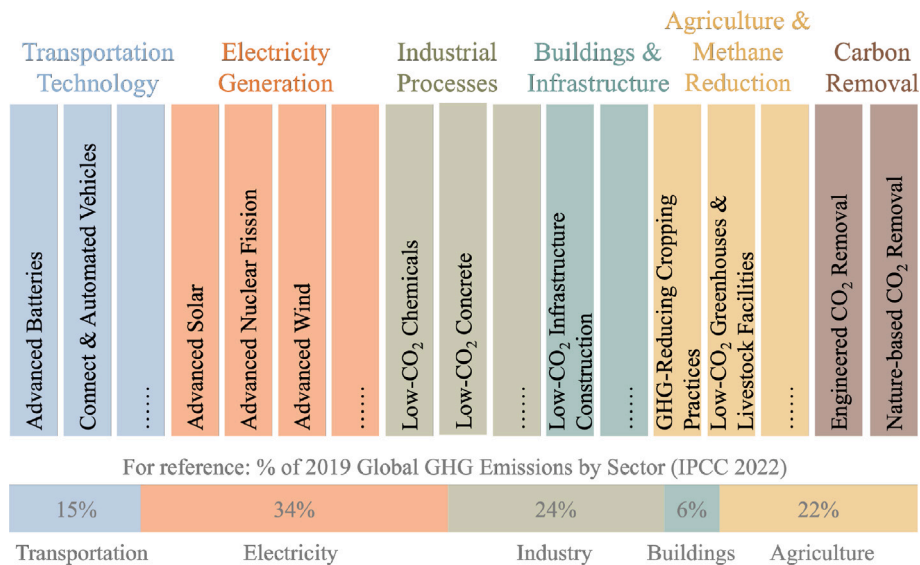 Transportation
Technology
Electricity
Generation
Industrial
Processes
Buildings &
Infrastructure
Agriculture &
Methane
Reduction
Carbon
Removal
Advanced Batteries
Connect & Automated Vehicles
......
Advanced Solar
Advanced Nuclear Fission
Advanced Wind
......
Low-CO₂ Chemicals
Low-CO₂ Concrete
......
Low-CO₂ Infrastructure
Construction
......
GHG-Reducing Cropping
Practices
Low-CO₂ Greenhouses &
Livestock Facilities
......
Engineered CO₂ Removal
Nature-based CO₂ Removal
For reference: % of 2019 Global GHG Emissions by Sector (IPCC 2022)
15%
34%
24%
6%
22%
Transportation
Electricity
Industry
Buildings
Agriculture